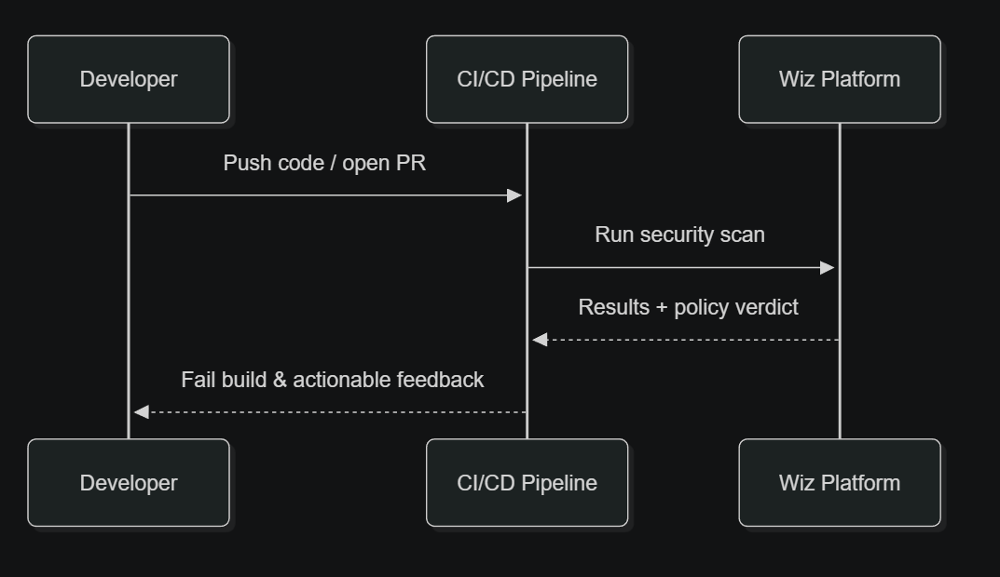 Developer
CI/CD Pipeline
Wiz Platform
Push code / open PR
Run security scan
Results + policy verdict
Fail build & actionable feedback
Developer
CI/CD Pipeline
Wiz Platform